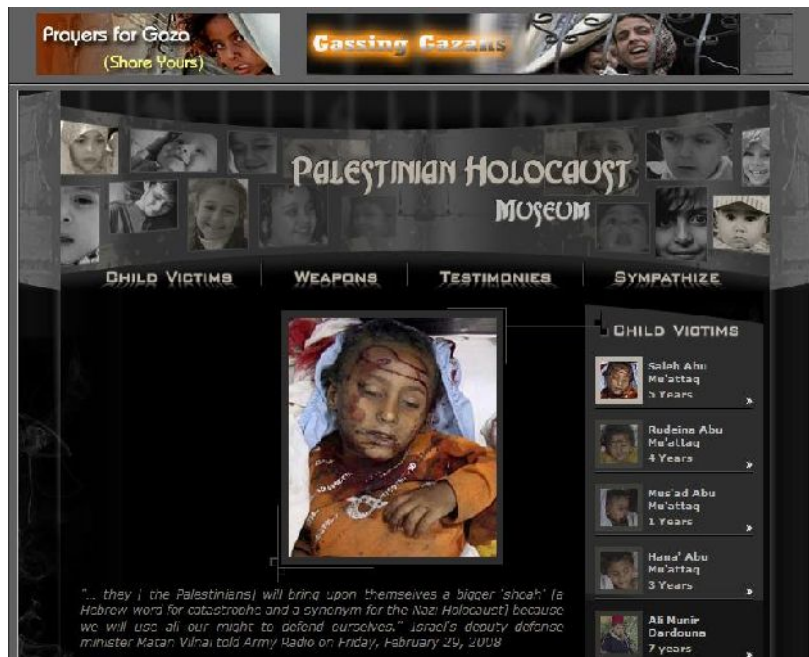 Prayers for Gaza
(Share Yours)
Gassing Gazans
PALESTINIAN HOLOCAUST
MUSEUM
CHILD VICTIMS
WEAPONS
TESTIMONIES
SYMPATHIZE
"... they [ the Palestinians] will bring upon themselves a bigger 'shoah' [a
Hebrew word for catastrophe and a synonym for the Nazi Holocaust] because
we will use all our might to defend ourselves," Israel's deputy defense
minister Matan Vilnai told Army Radio on Friday, February 29, 2008
CHILD VICTIMS
Saleh Abu
Me'attaq
5 Years
»
Rudeina Abu
Me'attaq
4 Years
»
Mus'ad Abu
Me'attaq
1 Years
»
Hana' Abu
Me'attaq
3 Years
»
Ali Munir
Dardouna
7 years
»